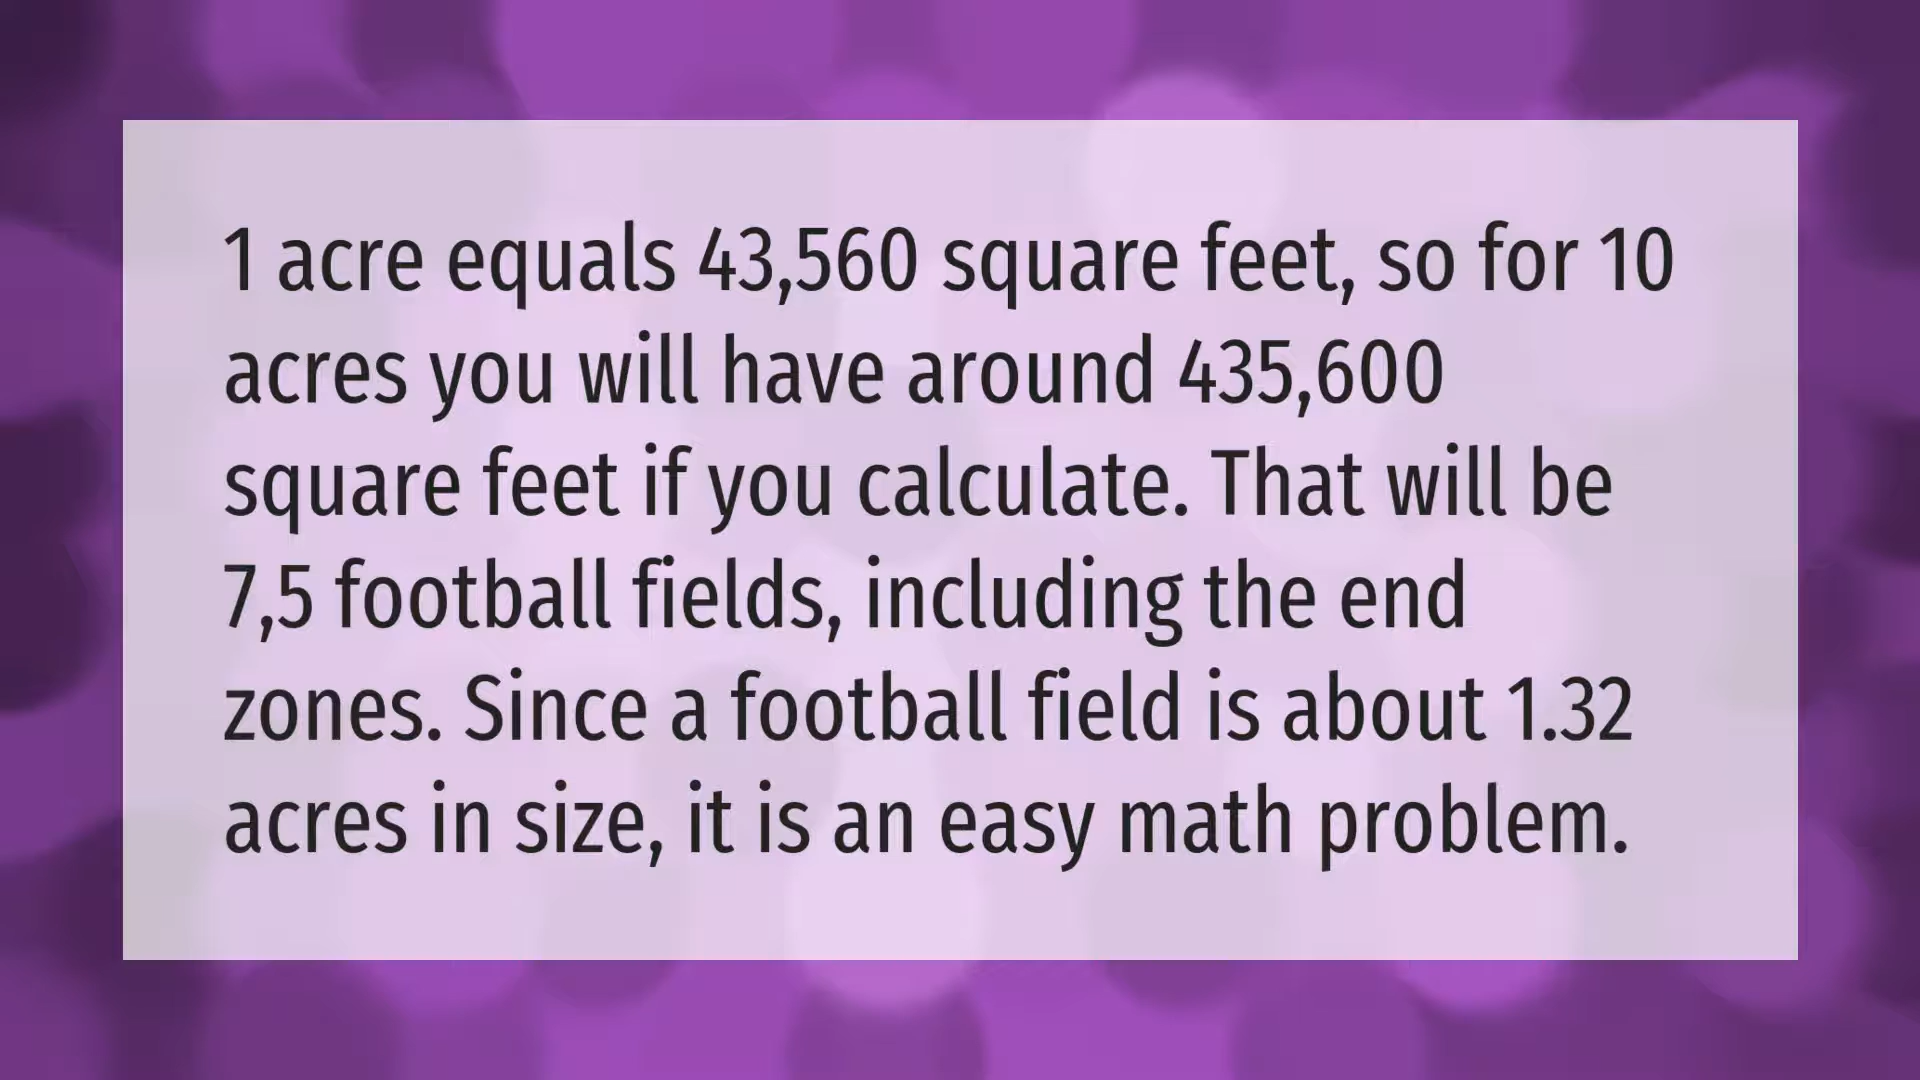 1 acre equals 43,560 square feet, so for 10
acres you will have around 435,600
square feet if you calculate. That will be
7,5 football fields, including the end
zones. Since a football field is about 1.32
acres in size, it is an easy math problem.